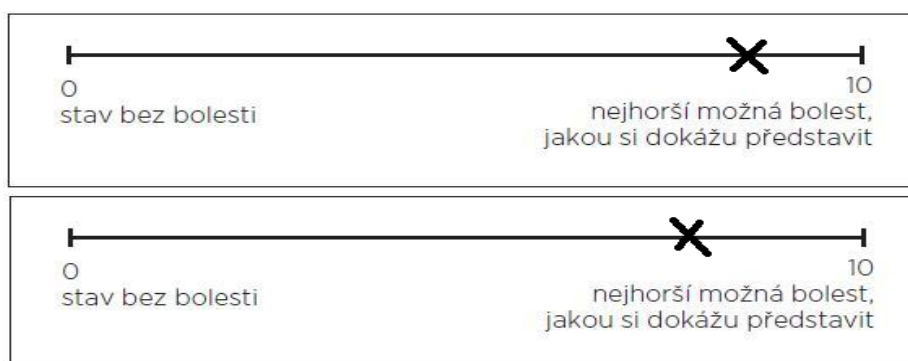 0 10
stav bez bolesti nejhorší možná bolest,
jakou si dokážu představit
0 10
stav bez bolesti nejhorší možná bolest,
jakou si dokážu představit